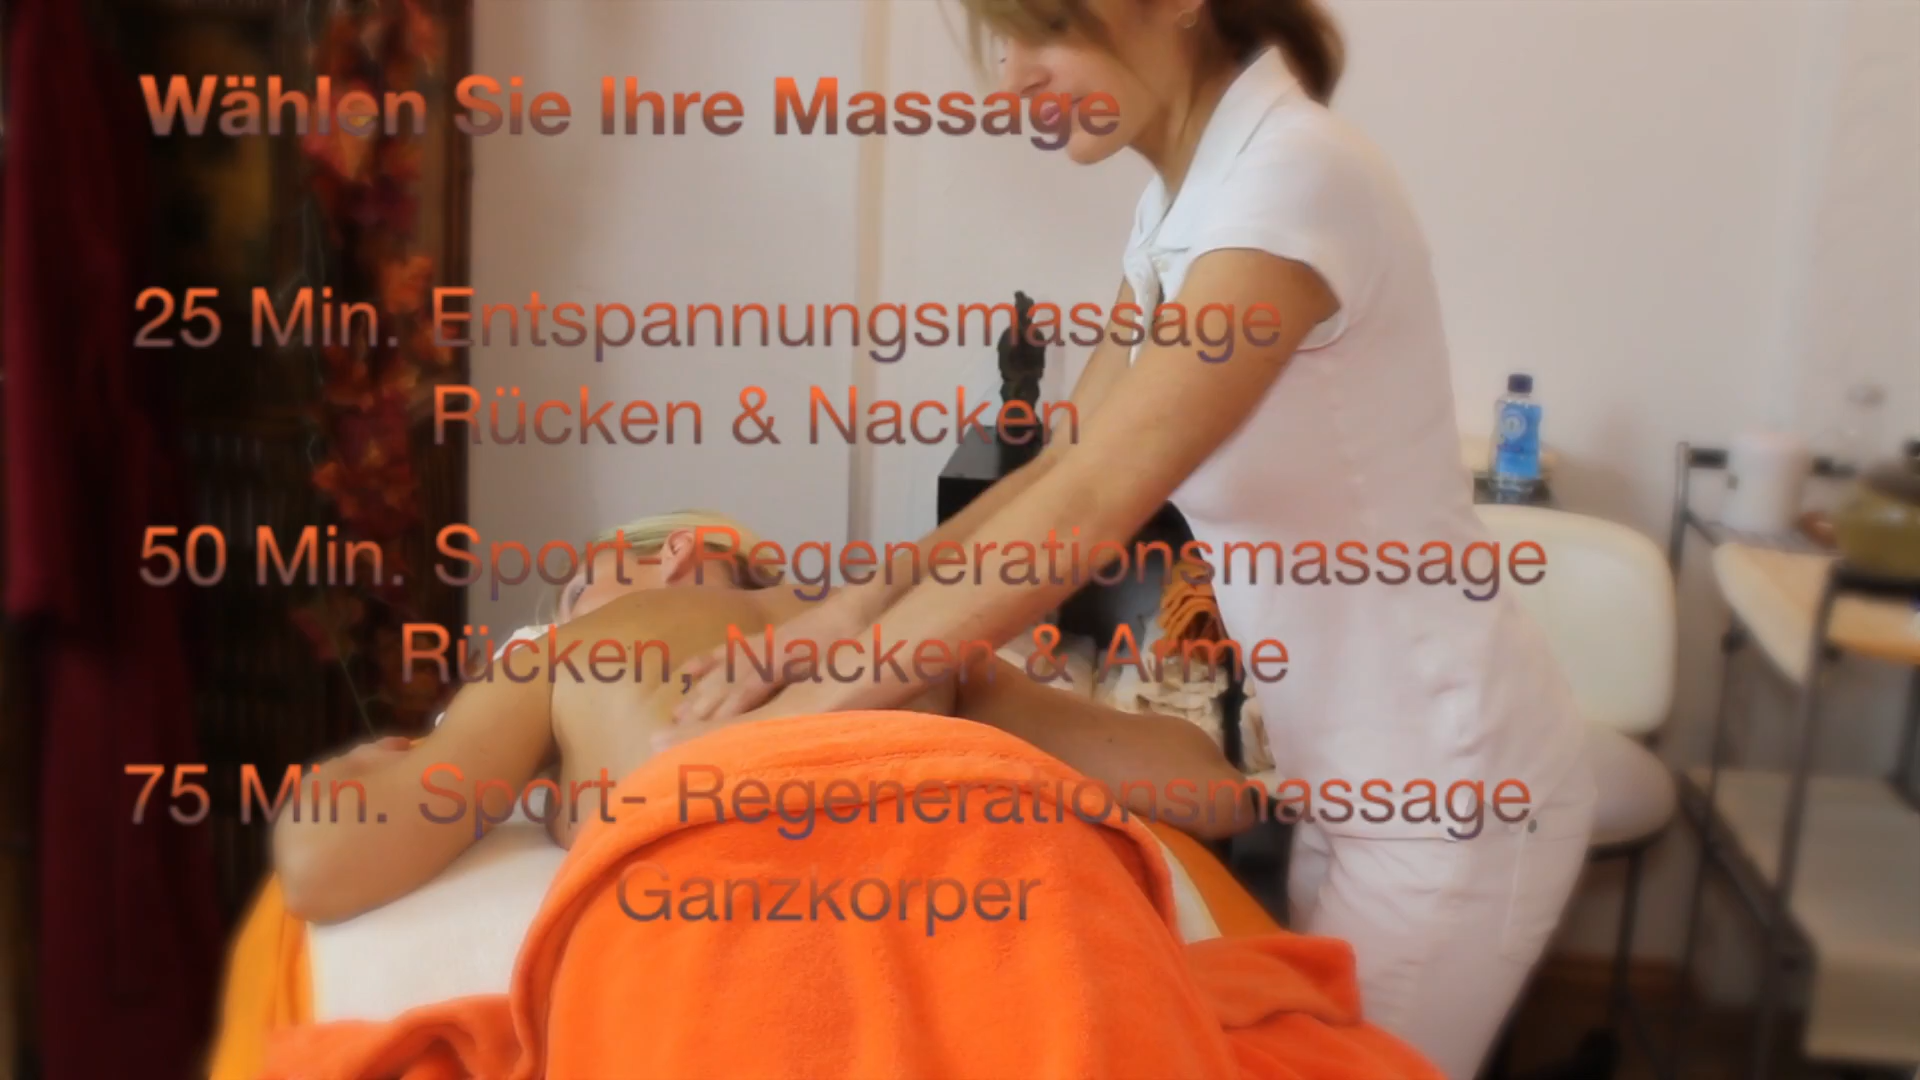 Wählen Sie Ihre Massage
25 Min. Entspannungsmassage
Rücken & Nacken
50 Min. Sport- Regenerationsmassage
Rücken, Nacken & Arme
75 Min. Sport- Regenerationsmassage
Ganzkorper